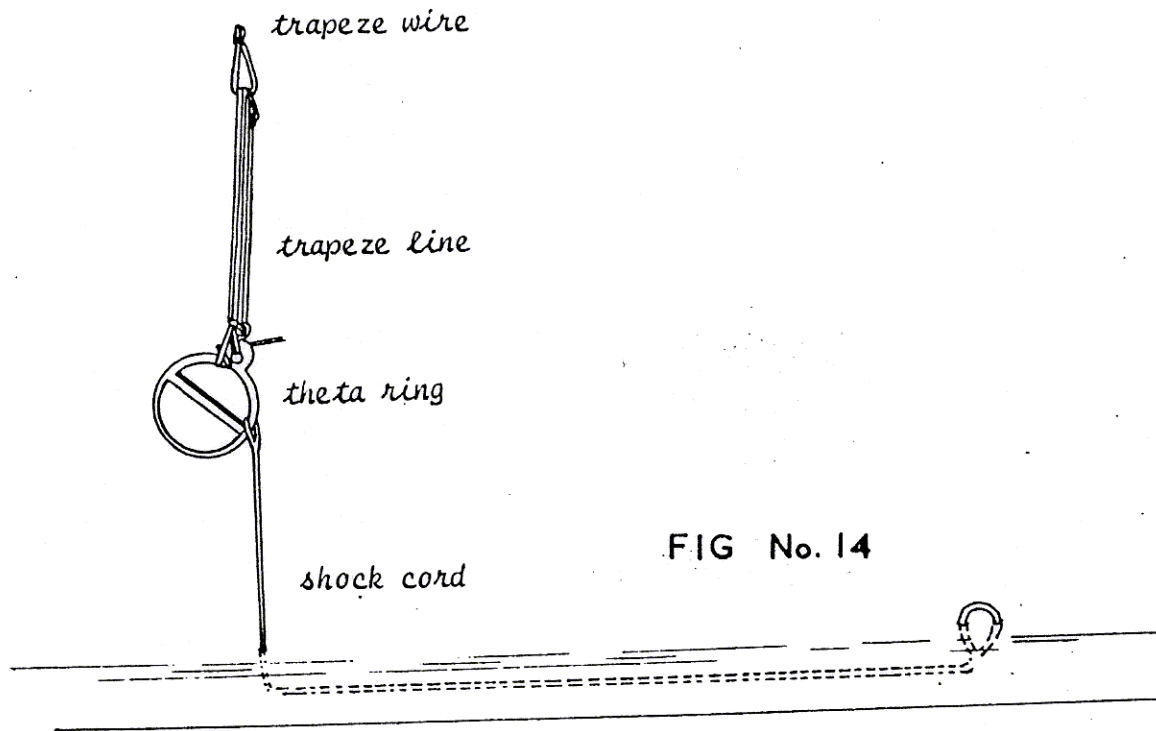 trapeze wire
trapeze line
theta ring
FIG No. 14
shock cord